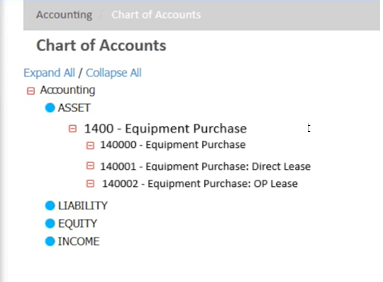 Accounting / Chart of Accounts
Chart of Accounts
Expand All / Collapse All
Accounting
ASSET
1400 - Equipment Purchase
140000 - Equipment Purchase
140001 - Equipment Purchase: Direct Lease
140002 - Equipment Purchase: OP Lease
LIABILITY
EQUITY
INCOME